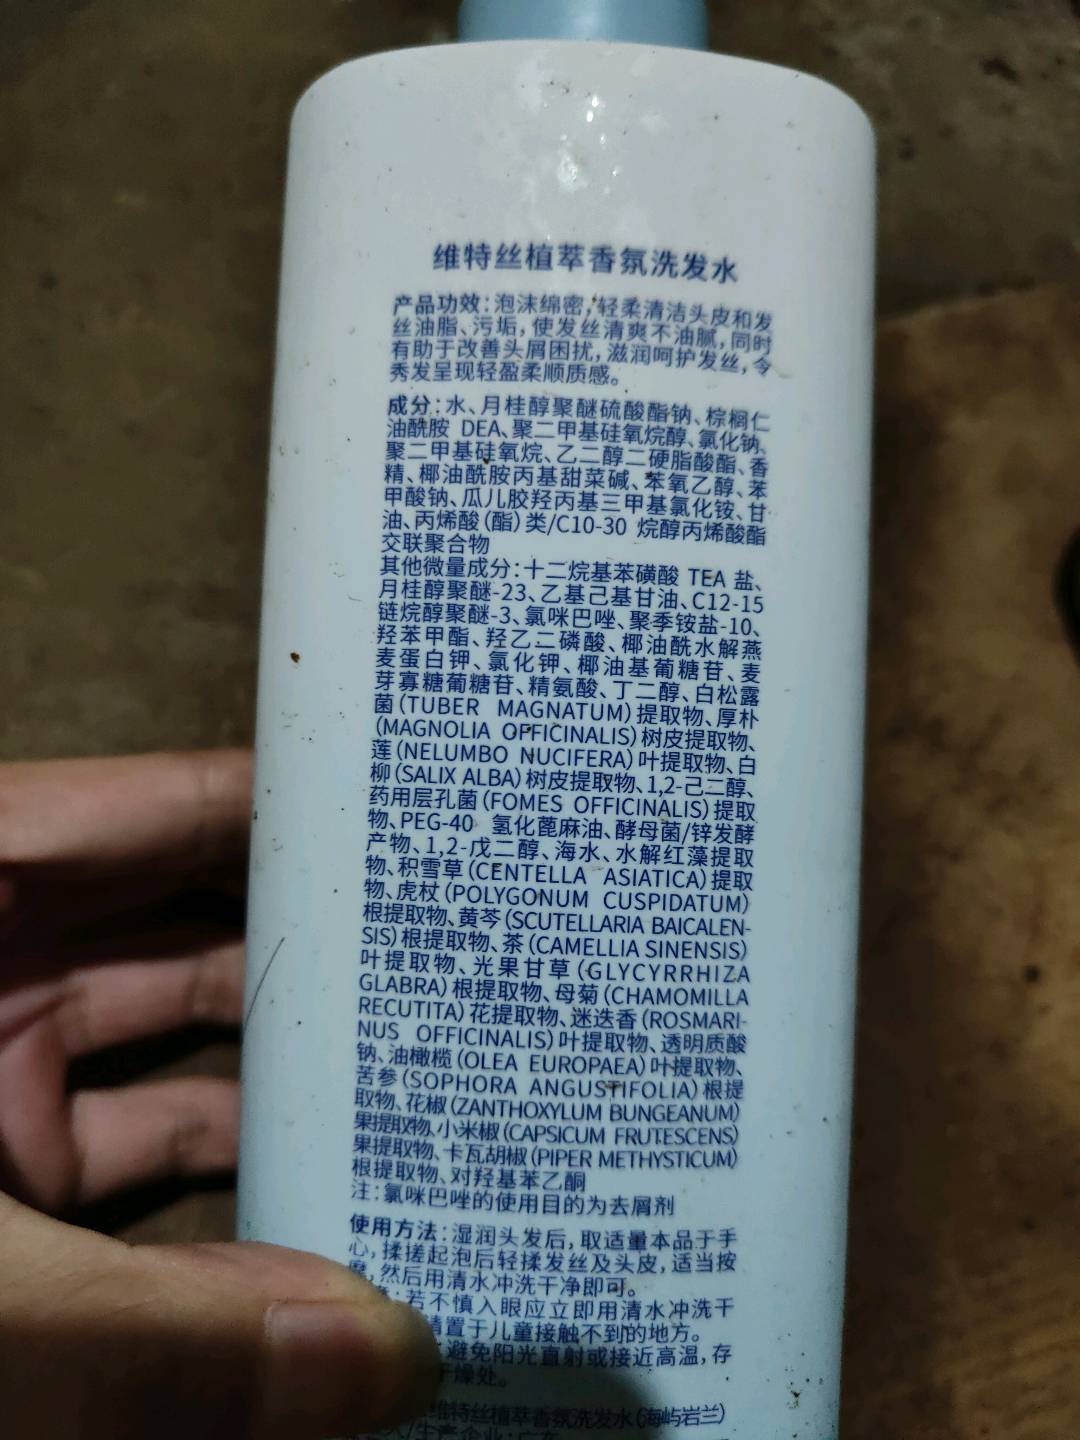 维特丝植萃香氛洗发水
产品功效：泡沫绵密，轻柔清洁头皮和发
丝油脂、污垢，使发丝清爽不油腻，同时
有助于改善头屑困扰，滋润呵护发丝，令
秀发呈现轻盈柔顺质感。
成分：水、月桂醇聚醚硫酸酯钠、棕榈仁
油酰胺 DEA、聚二甲基硅氧烷醇、氯化钠、
聚二甲基硅氧烷、乙二醇二硬脂酸酯、香
精、椰油酰胺丙基甜菜碱、苯氧乙醇、苯
甲酸钠、瓜儿胶羟丙基三甲基氯化铵、甘
油、丙烯酸（酯）类/C10-30 烷醇丙烯酸酯
交联聚合物
其他微量成分：十二烷基苯磺酸 TEA 盐、
月桂醇聚醚-23、乙基己基甘油、C12-15
链烷醇聚醚-3、氯咪巴唑、聚季铵盐-10、
羟苯甲酯、羟乙二磷酸、椰油酰水解燕
麦蛋白钾、氯化钾、椰油基葡糖苷、麦
芽寡糖葡糖苷、精氨酸、丁二醇、白松露
菌（TUBER MAGNATUM）提取物、厚朴
（MAGNOLIA OFFICINALIS）树皮提取物、
莲（NELUMBO NUCIFERA）叶提取物、白
柳（SALIX ALBA）树皮提取物、1,2-己二醇、
药用层孔菌（FOMES OFFICINALIS）提取
物、PEG-40 氢化蓖麻油、酵母菌/锌发酵
产物、1,2-戊二醇、海水、水解红藻提取
物、积雪草（CENTELLA ASIATICA）提取
物、虎杖（POLYGONUM CUSPIDATUM）
根提取物、黄芩（SCUTELLARIA BAICALEN-
SIS）根提取物、茶（CAMELLIA SINENSIS）
叶提取物、光果甘草（GLYCYRRHIZA
GLABRA）根提取物、母菊（CHAMOMILLA
RECUTITA）花提取物、迷迭香（ROSMARI-
NUS OFFICINALIS）叶提取物、透明质酸
钠、油橄榄（OLEA EUROPAEA）叶提取物、
苦参（SOPHORA ANGUSTIFOLIA）根提
取物、花椒（ZANTHOXYLUM BUNGEANUM）
果提取物、小米椒（CAPSICUM FRUTESCENS）
果提取物、卡瓦胡椒（PIPER METHYSTICUM）
根提取物、对羟基苯乙酮
注：氯咪巴唑的使用目的为去屑剂
使用方法：湿润头发后，取适量本品于手
心，揉搓起泡后轻揉发丝及头皮，适当按
摩，然后用清水冲洗干净即可。
：若不慎入眼应立即用清水冲洗干
请置于儿童接触不到的地方。
避免阳光直射或接近高温，存
干燥处。
维特丝植萃香氛洗发水（海屿岩兰）
/生产企业：广东